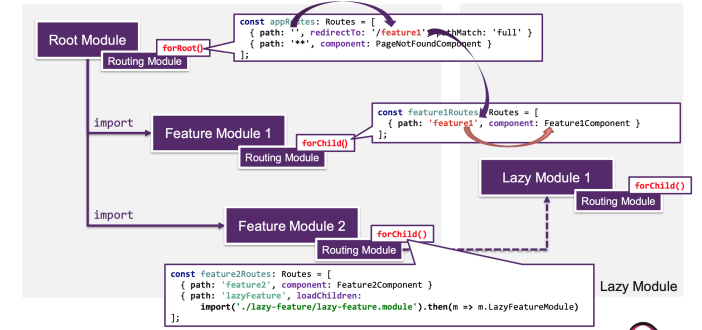 const appRoutes: Routes = [
{ path: '', redirectTo: '/feature1', pathMatch: 'full' }
{ path: '**', component: PageNotFoundComponent }
];
Root Module
forRoot()
Routing Module
import
Feature Module 1
const feature1Routes: Routes = [
{ path: 'feature1', component: Feature1Component }
];
forChild()
Routing Module
Lazy Module 1
forChild()
Routing Module
import
Feature Module 2
forChild()
Routing Module
const feature2Routes: Routes = [
{ path: 'feature2', component: Feature2Component }
{ path: 'lazyFeature', loadChildren:
import('./lazy-feature/lazy-feature.module').then(m => m.LazyFeatureModule)
];
Lazy Module